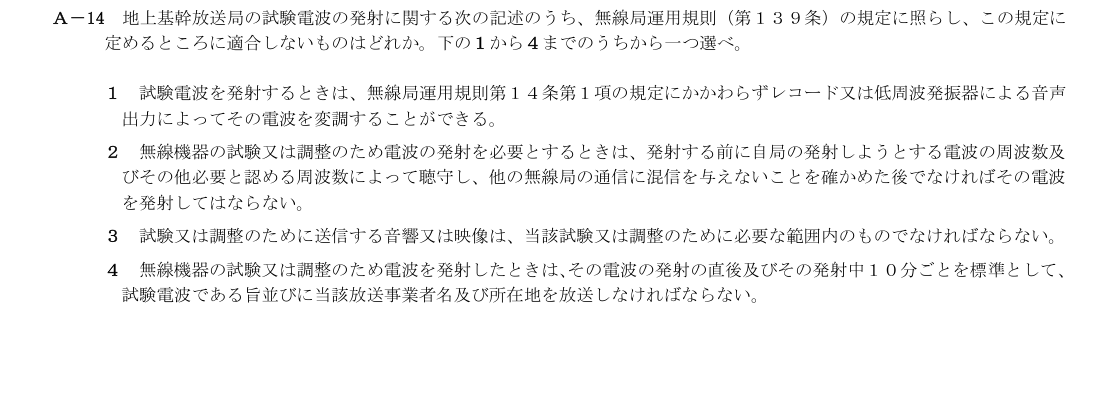 Ａ－14　地上基幹放送局の試験電波の発射に関する次の記述のうち、無線局運用規則（第１３９条）の規定に照らし、この規定に
定めるところに適合しないものはどれか。下の１から４までのうちから一つ選べ。
１　試験電波を発射するときは、無線局運用規則第１４条第１項の規定にかかわらずレコード又は低周波発振器による音声
出力によってその電波を変調することができる。
２　無線機器の試験又は調整のため電波の発射を必要とするときは、発射する前に自局の発射しようとする電波の周波数及
びその他必要と認める周波数によって聴守し、他の無線局の通信に混信を与えないことを確かめた後でなければその電波
を発射してはならない。
３　試験又は調整のために送信する音響又は映像は、当該試験又は調整のために必要な範囲内のものでなければならない。
４　無線機器の試験又は調整のため電波を発射したときは、その電波の発射の直後及びその発射中１０分ごとを標準として、
試験電波である旨並びに当該放送事業者名及び所在地を放送しなければならない。